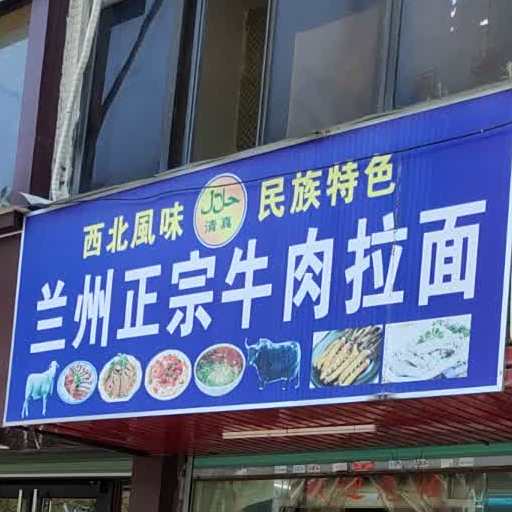 西北風味 حلال 清真 民族特色
兰州正宗牛肉拉面